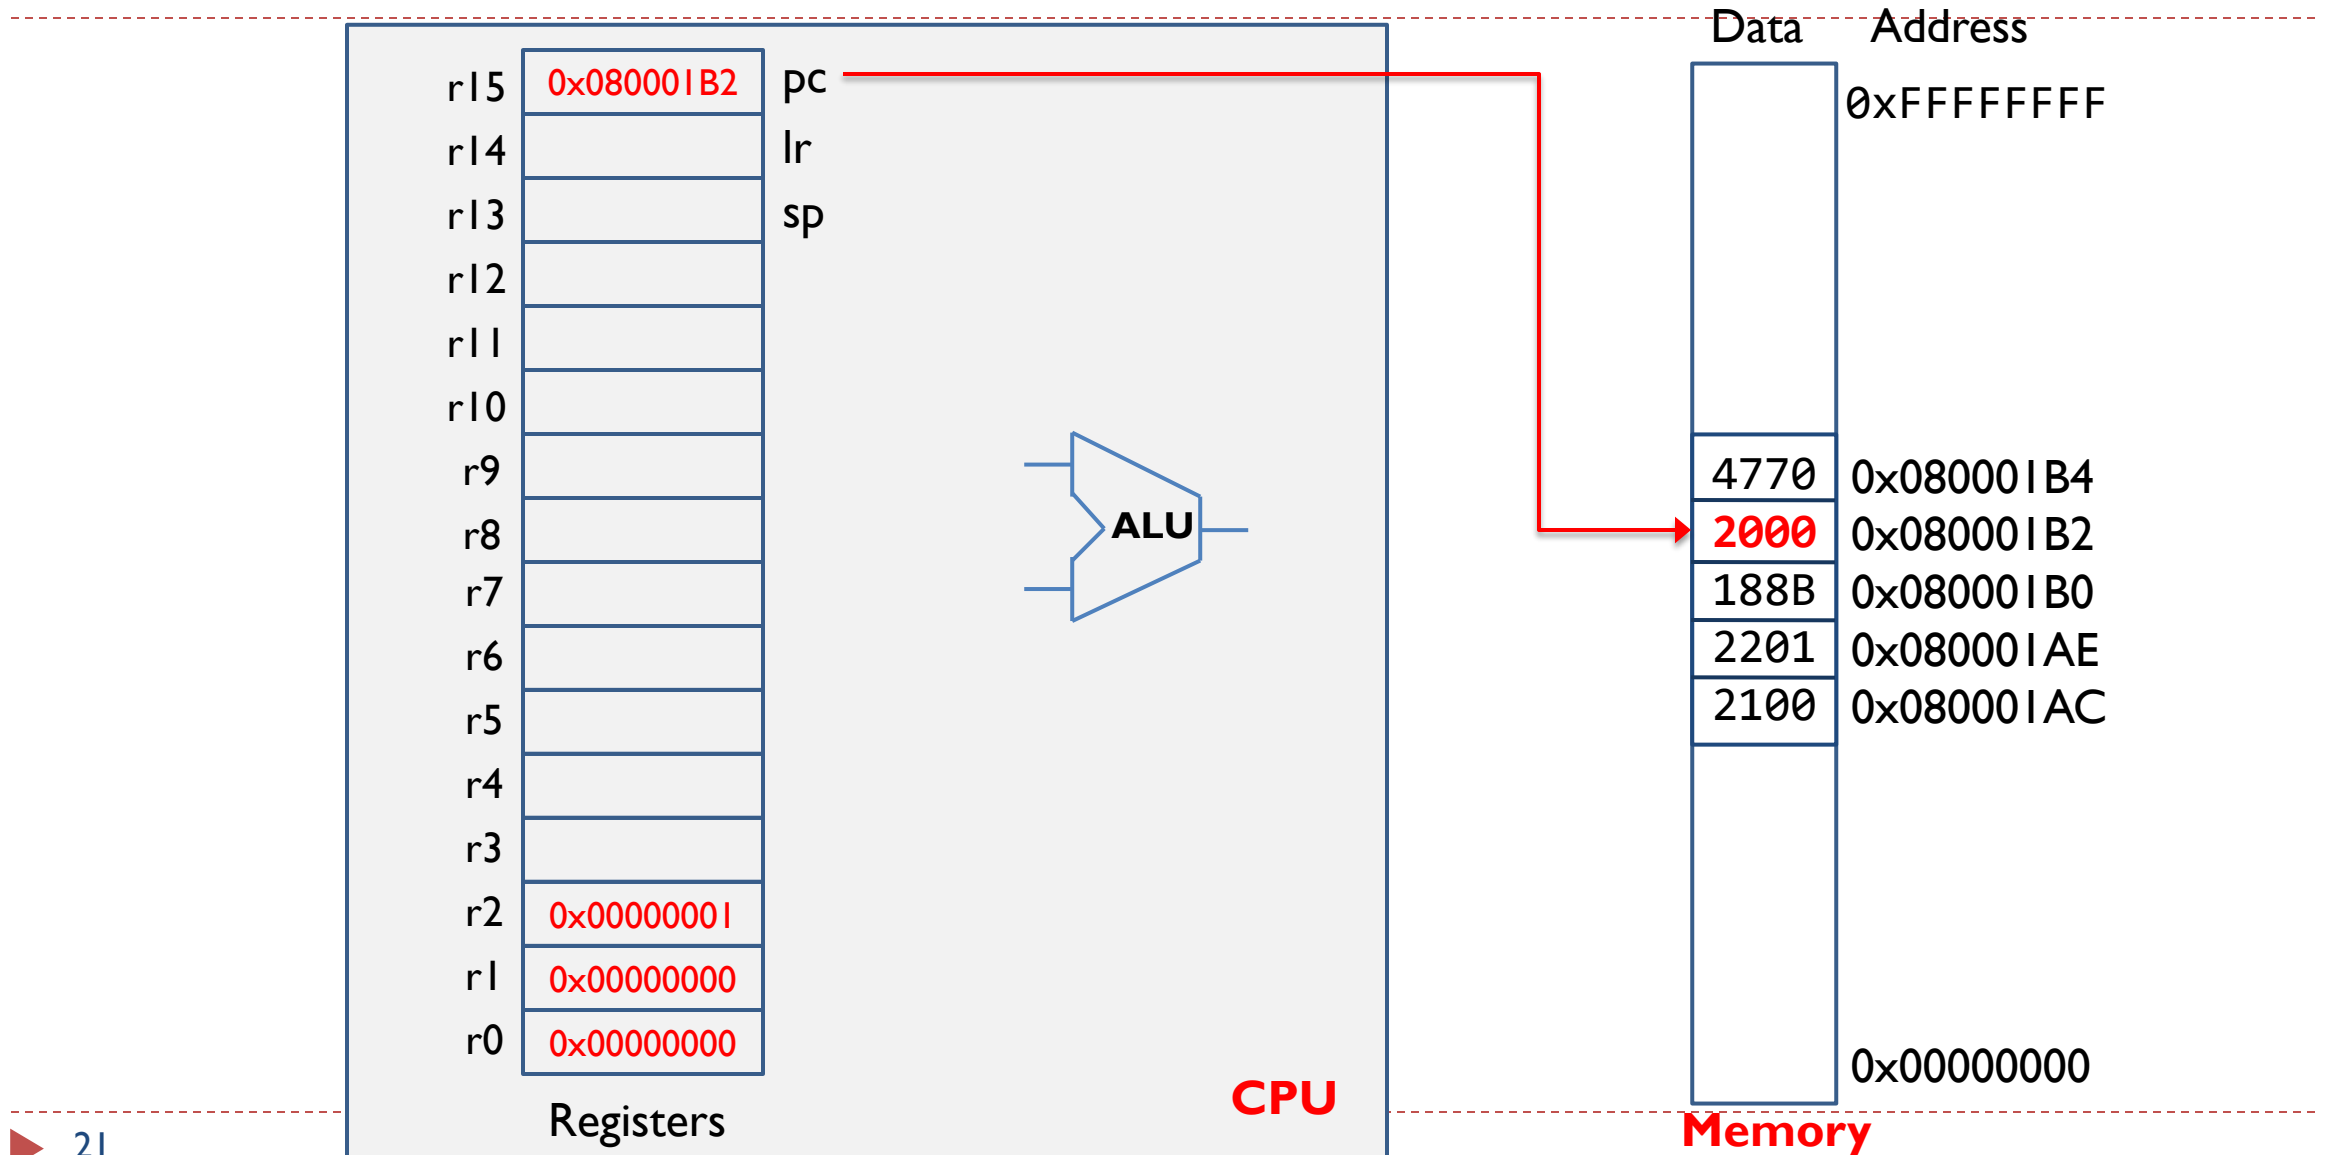 Data Address
r15 0x080001B2 pc
0xFFFFFFFF
r14 lr
r13 sp
r12
r11
r10
r9
4770 0x080001B4
r8
ALU
2000 0x080001B2
r7
188B 0x080001B0
r6
2201 0x080001AE
r5
2100 0x080001AC
r4
r3
r2 0x00000001
r1 0x00000000
r0 0x00000000
0x00000000
CPU
Registers
Memory
21